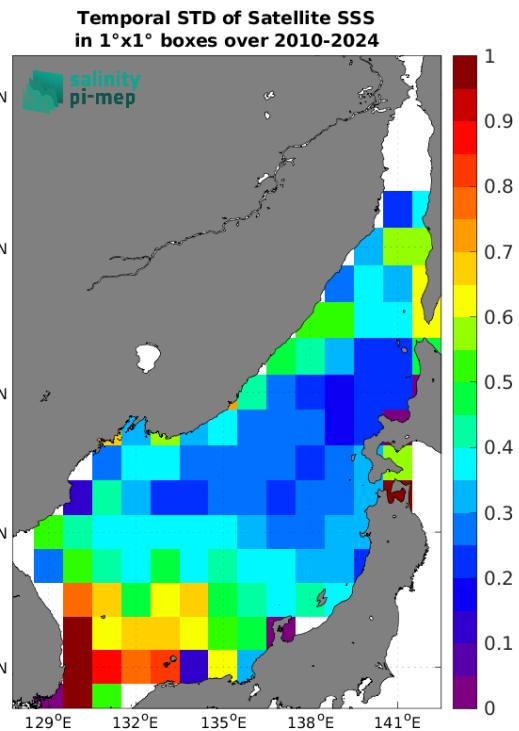 Temporal STD of Satellite SSS
in 1°x1° boxes over 2010-2024
salinity
pi-mep
N
N
N
N
N
1
0.9
0.8
0.7
0.6
0.5
0.4
0.3
0.2
0.1
0
129°E 132°E 135°E 138°E 141°E